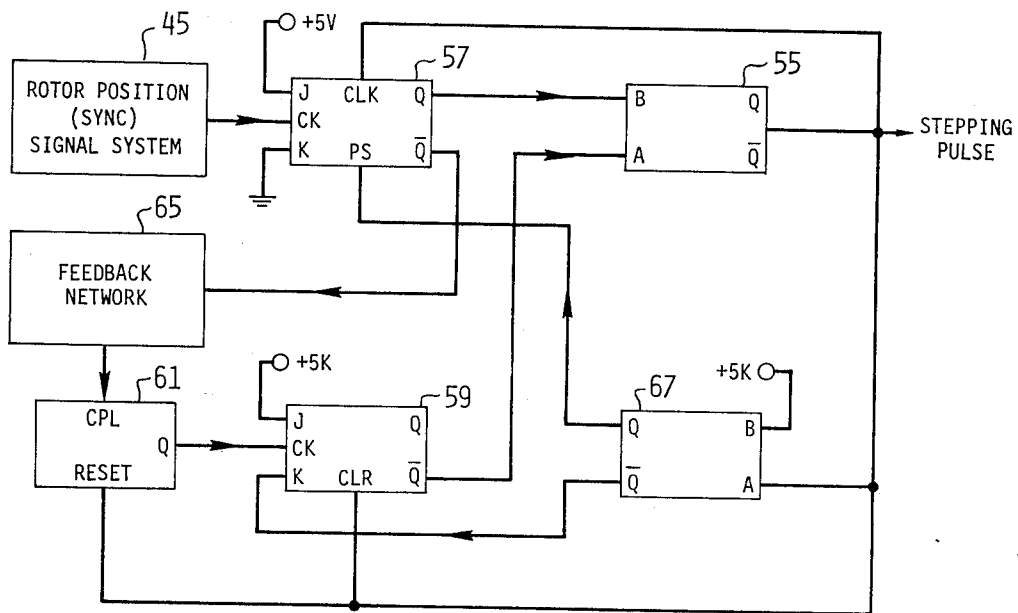 45
ROTOR POSITION
(SYNC)
SIGNAL SYSTEM
+5V
57
J
CLK
Q
CK
K
PS
Q̅
55
B
Q
A
Q̅
STEPPING
PULSE
65
FEEDBACK
NETWORK
61
CPL
Q
RESET
+5K
59
J
Q
CK
K
CLR
Q̅
+5K
67
Q
B
Q̅
A